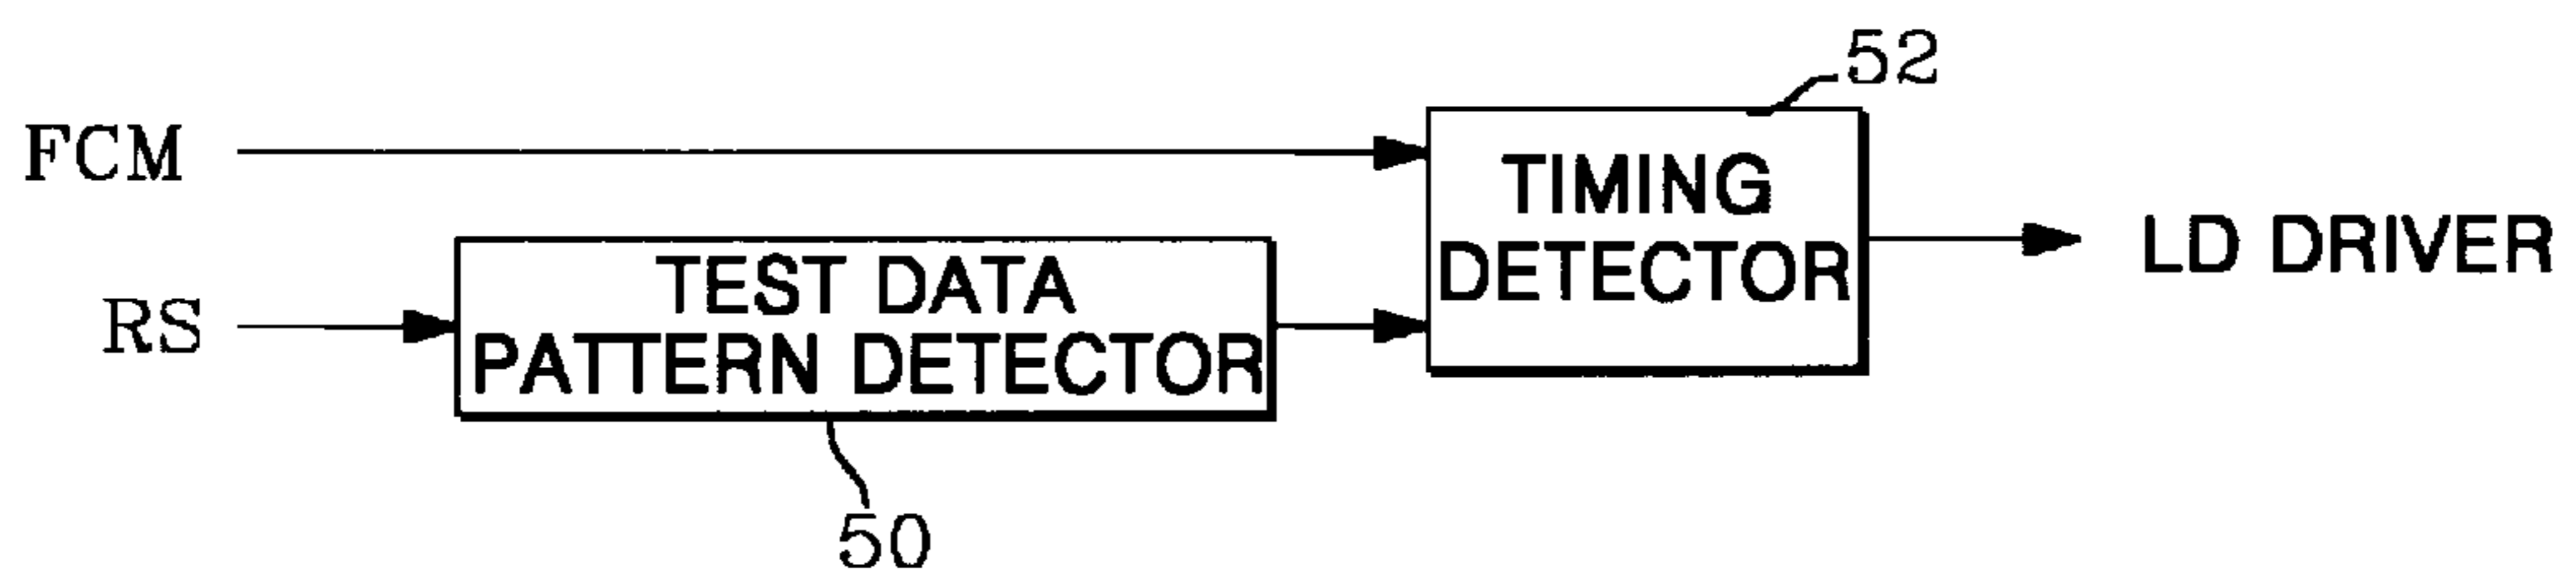 52
FCM
TIMING
DETECTOR
LD DRIVER
RS
TEST DATA
PATTERN DETECTOR
50